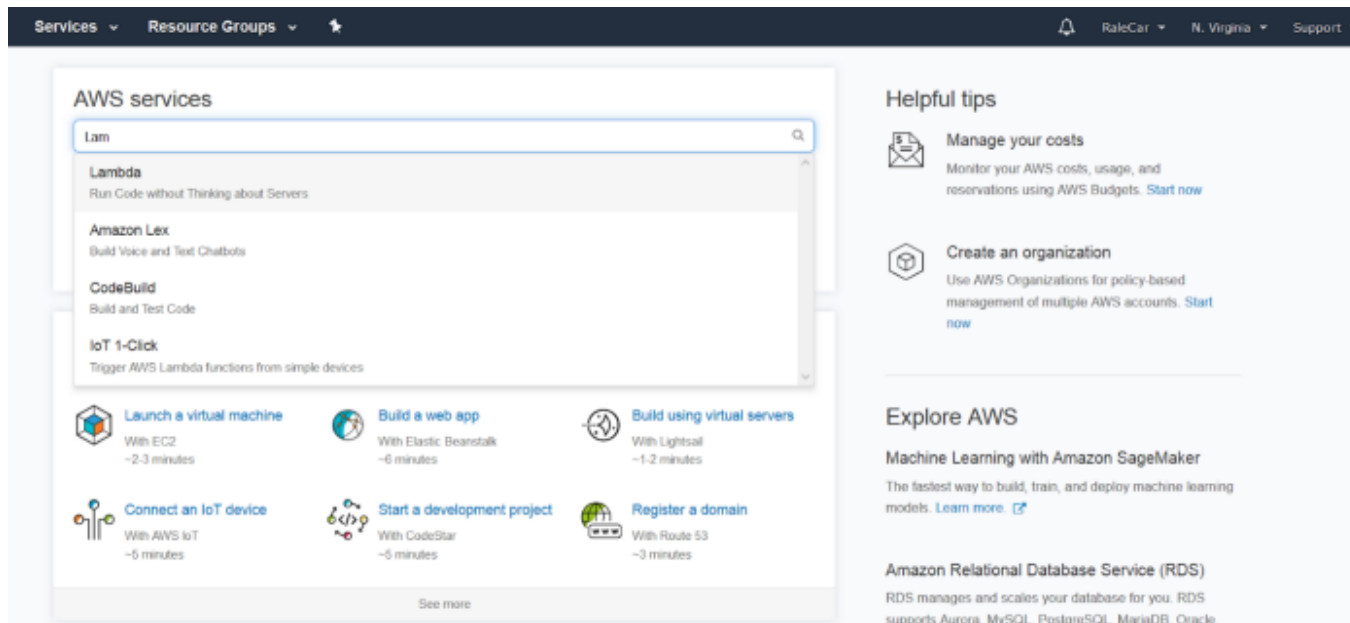 Services
Resource Groups
RaleCar
N. Virginia
Support
AWS services
Lam
Lambda
Run Code without Thinking about Servers
Amazon Lex
Build Voice and Text Chatbots
CodeBuild
Build and Test Code
IoT 1-Click
Trigger AWS Lambda functions from simple devices
Launch a virtual machine
With EC2
~2-3 minutes
Build a web app
With Elastic Beanstalk
~6 minutes
Build using virtual servers
With Lightsail
~1-2 minutes
Connect an IoT device
With AWS IoT
~5 minutes
Start a development project
With CodeStar
~5 minutes
Register a domain
With Route 53
~3 minutes
See more
Helpful tips
Manage your costs
Monitor your AWS costs, usage, and
reservations using AWS Budgets. Start now
Create an organization
Use AWS Organizations for policy-based
management of multiple AWS accounts. Start
now
Explore AWS
Machine Learning with Amazon SageMaker
The fastest way to build, train, and deploy machine learning
models. Learn more.
Amazon Relational Database Service (RDS)
RDS manages and scales your database for you. RDS
supports Aurora, MySQL, PostgreSQL, MariaDB, Oracle,